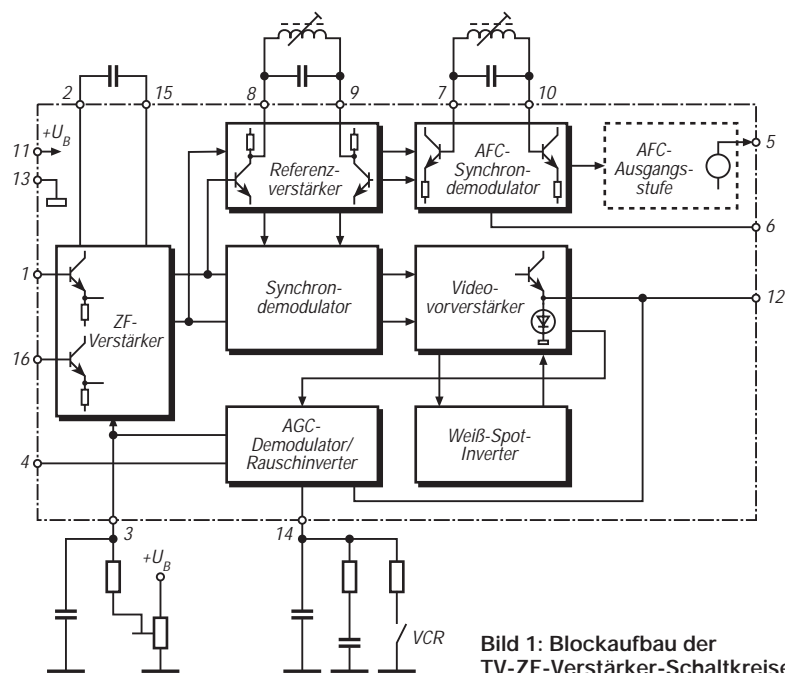 2
15
8
9
7
10
11
+U_B
13
Referenz-
verstärker
AFC-
Synchron-
demodulator
AFC-
Ausgangs-
stufe
5
6
1
16
ZF-
Verstärker
Synchron-
demodulator
Video-
vorverstärker
12
4
AGC-
Demodulator/
Rauschinverter
Weiß-Spot-
Inverter
3
14
+U_B
VCR
Bild 1: Blockaufbau der
TV-ZF-Verstärker-Schaltkreise